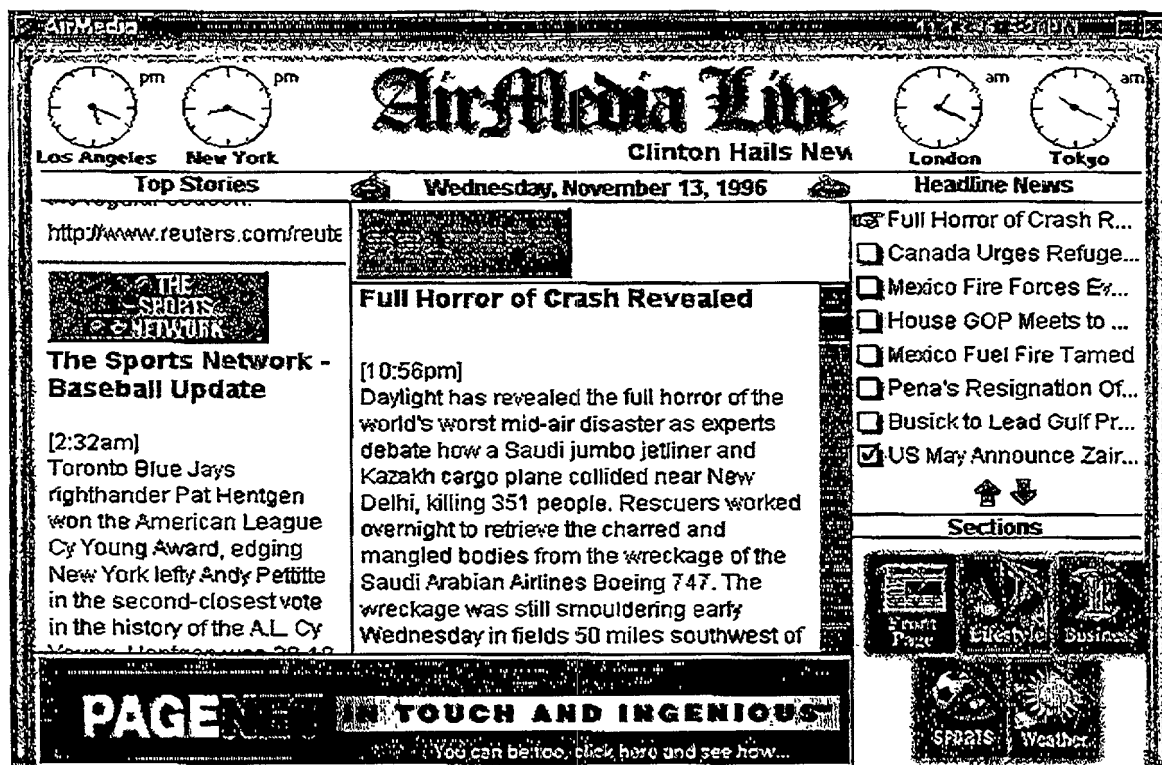 AirMedia
pm
pm
AirMedia Live
am
am
Los Angeles
New York
Clinton Hails New
London
Tokyo
Top Stories
Wednesday, November 13, 1996
Headline News
http://www.reuters.com/reute
THE
SPORTS
NETWORK
The Sports Network -
Baseball Update
[2:32am]
Toronto Blue Jays
righthander Pat Hentgen
won the American League
Cy Young Award, edging
New York lefty Andy Pettitte
in the second-closest vote
in the history of the A.L. Cy
Full Horror of Crash Revealed
[10:56pm]
Daylight has revealed the full horror of the
world's worst mid-air disaster as experts
debate how a Saudi jumbo jetliner and
Kazakh cargo plane collided near New
Delhi, killing 351 people. Rescuers worked
overnight to retrieve the charred and
mangled bodies from the wreckage of the
Saudi Arabian Airlines Boeing 747. The
wreckage was still smouldering early
Wednesday in fields 50 miles southwest of
Full Horror of Crash R...
Canada Urges Refuge...
Mexico Fire Forces Ev...
House GOP Meets to ...
Mexico Fuel Fire Tamed
Pena's Resignation Of...
Busick to Lead Gulf Pr...
US May Announce Zair...
Sections
Front
Page
Lifestyle
Business
SPORTS
Weather
PAGENET
IN TOUCH AND INGENIOUS
You can be too, click here and see how...